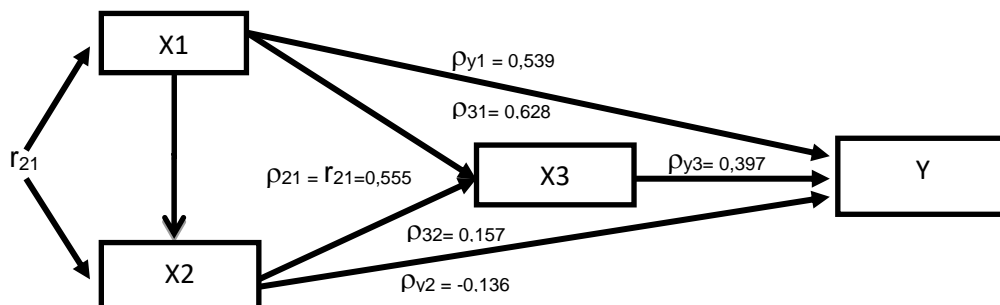 X1
ρy1 = 0,539
ρ31= 0.628
r21
ρ21 = r21=0,555
X3
ρy3= 0,397
Y
ρ32 = 0.157
X2
ρy2 = -0,136